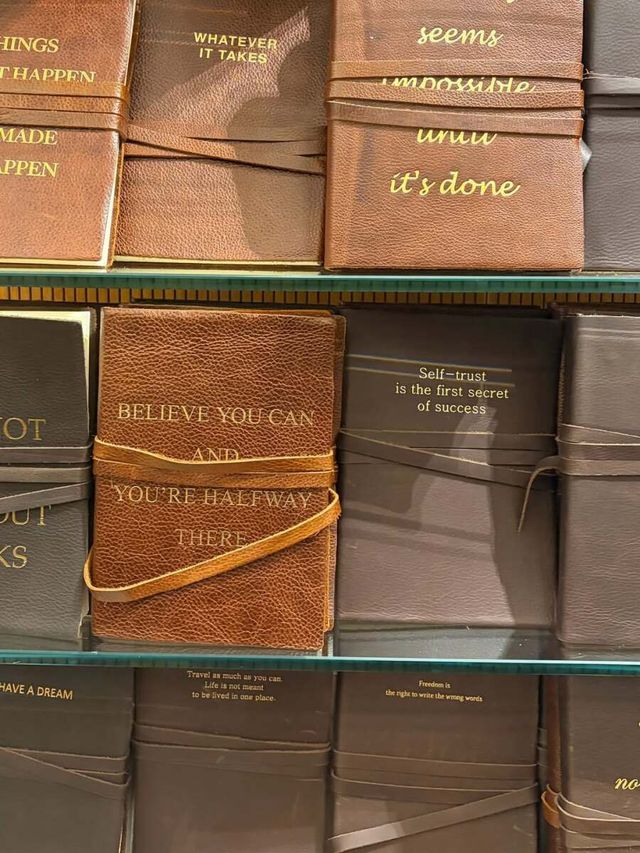 HINGS
T HAPPEN
MADE
PPEN
WHATEVER
IT TAKES
seems
impossible
until
it's done
OT
OUT
KS
BELIEVE YOU CAN
AND
YOU'RE HALFWAY
THERE
Self-trust
is the first secret
of success
HAVE A DREAM
Travel as much as you can.
Life is not meant
to be lived in one place.
Freedom is
the right to write the wrong words
no